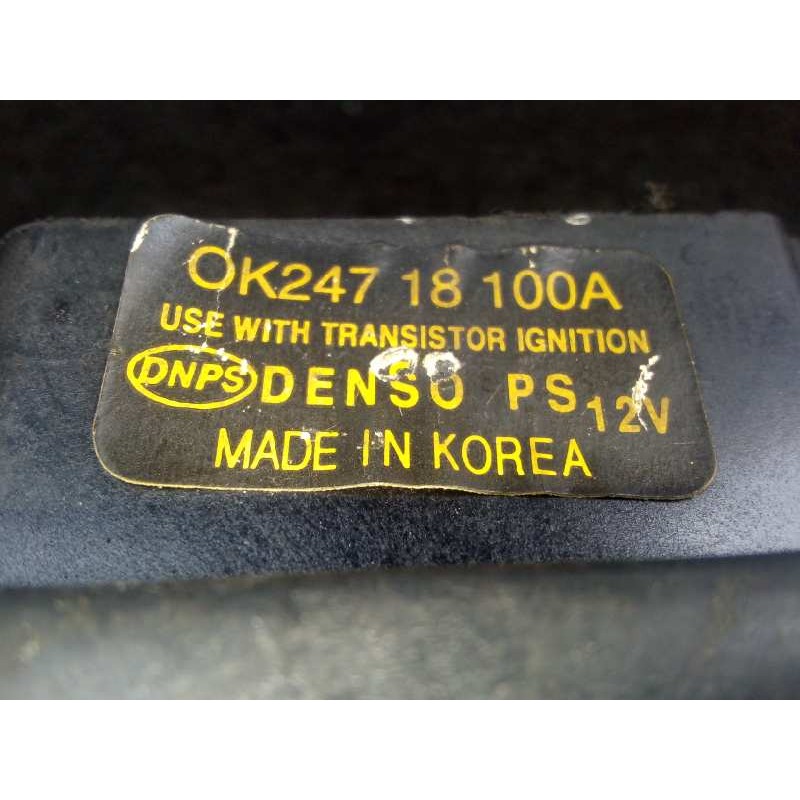 OK247 18 100A
USE WITH TRANSISTOR IGNITION
DNPS DENSO PS 12V
MADE IN KOREA